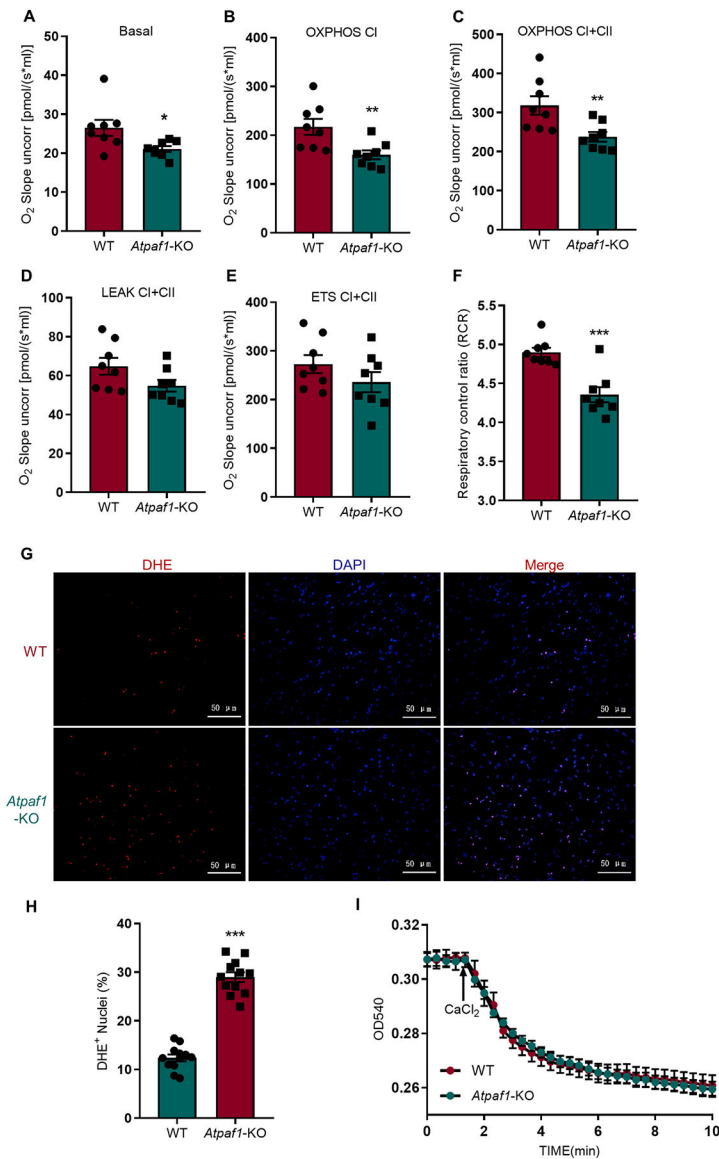 A
Basal
O2 Slope uncorr [pmol/(s*ml)]
40
30
20
10
0
*
WT
Atpaf1-KO
B
OXPHOS CI
O2 Slope uncorr [pmol/(s*ml)]
400
300
200
100
0
**
WT
Atpaf1-KO
C
OXPHOS CI+CII
O2 Slope uncorr [pmol/(s*ml)]
500
400
300
200
100
0
**
WT
Atpaf1-KO
D
LEAK CI+CII
O2 Slope uncorr [pmol/(s*ml)]
100
80
60
40
20
0
WT
Atpaf1-KO
E
ETS CI+CII
O2 Slope uncorr [pmol/(s*ml)]
400
300
200
100
0
WT
Atpaf1-KO
F
Respiratory control ratio (RCR)
5.5
5.0
4.5
4.0
3.5
3.0
***
WT
Atpaf1-KO
G
DHE
DAPI
Merge
WT
50 μm
50 μm
50 μm
Atpaf1
-KO
50 μm
50 μm
50 μm
H
DHE+ Nuclei (%)
40
30
20
10
0
***
WT
Atpaf1-KO
I
OD540
0.32
0.30
0.28
0.26
CaCl2
WT
Atpaf1-KO
0
2
4
6
8
10
TIME(min)